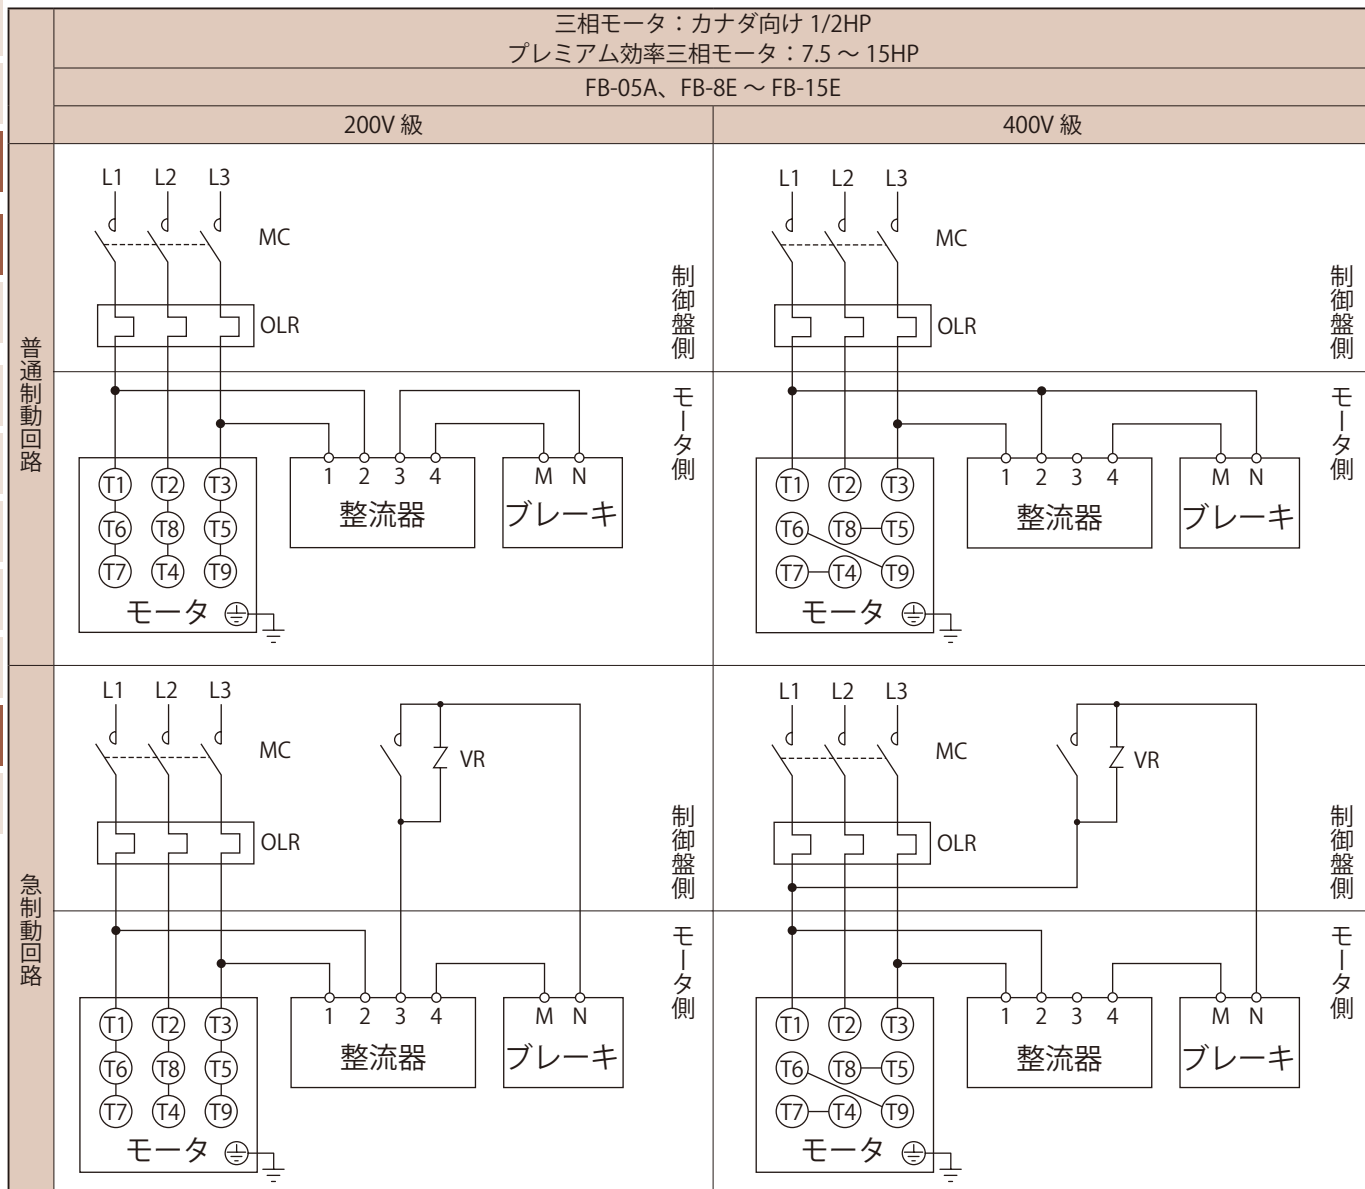 三相モータ：カナダ向け 1/2HP
プレミアム効率三相モータ：7.5 ～ 15HP
FB-05A、FB-8E ～ FB-15E
200V 級
400V 級
普通制動回路
L1 L2 L3
MC
OLR
制御盤側
モータ側
T1 T2 T3
T6 T8 T5
T7 T4 T9
モータ
1 2 3 4
整流器
M N
ブレーキ
L1 L2 L3
MC
OLR
制御盤側
モータ側
T1 T2 T3
T6 T8 T5
T7 T4 T9
モータ
1 2 3 4
整流器
M N
ブレーキ
急制動回路
L1 L2 L3
MC
VR
OLR
制御盤側
モータ側
T1 T2 T3
T6 T8 T5
T7 T4 T9
モータ
1 2 3 4
整流器
M N
ブレーキ
L1 L2 L3
MC
VR
OLR
制御盤側
モータ側
T1 T2 T3
T6 T8 T5
T7 T4 T9
モータ
1 2 3 4
整流器
M N
ブレーキ